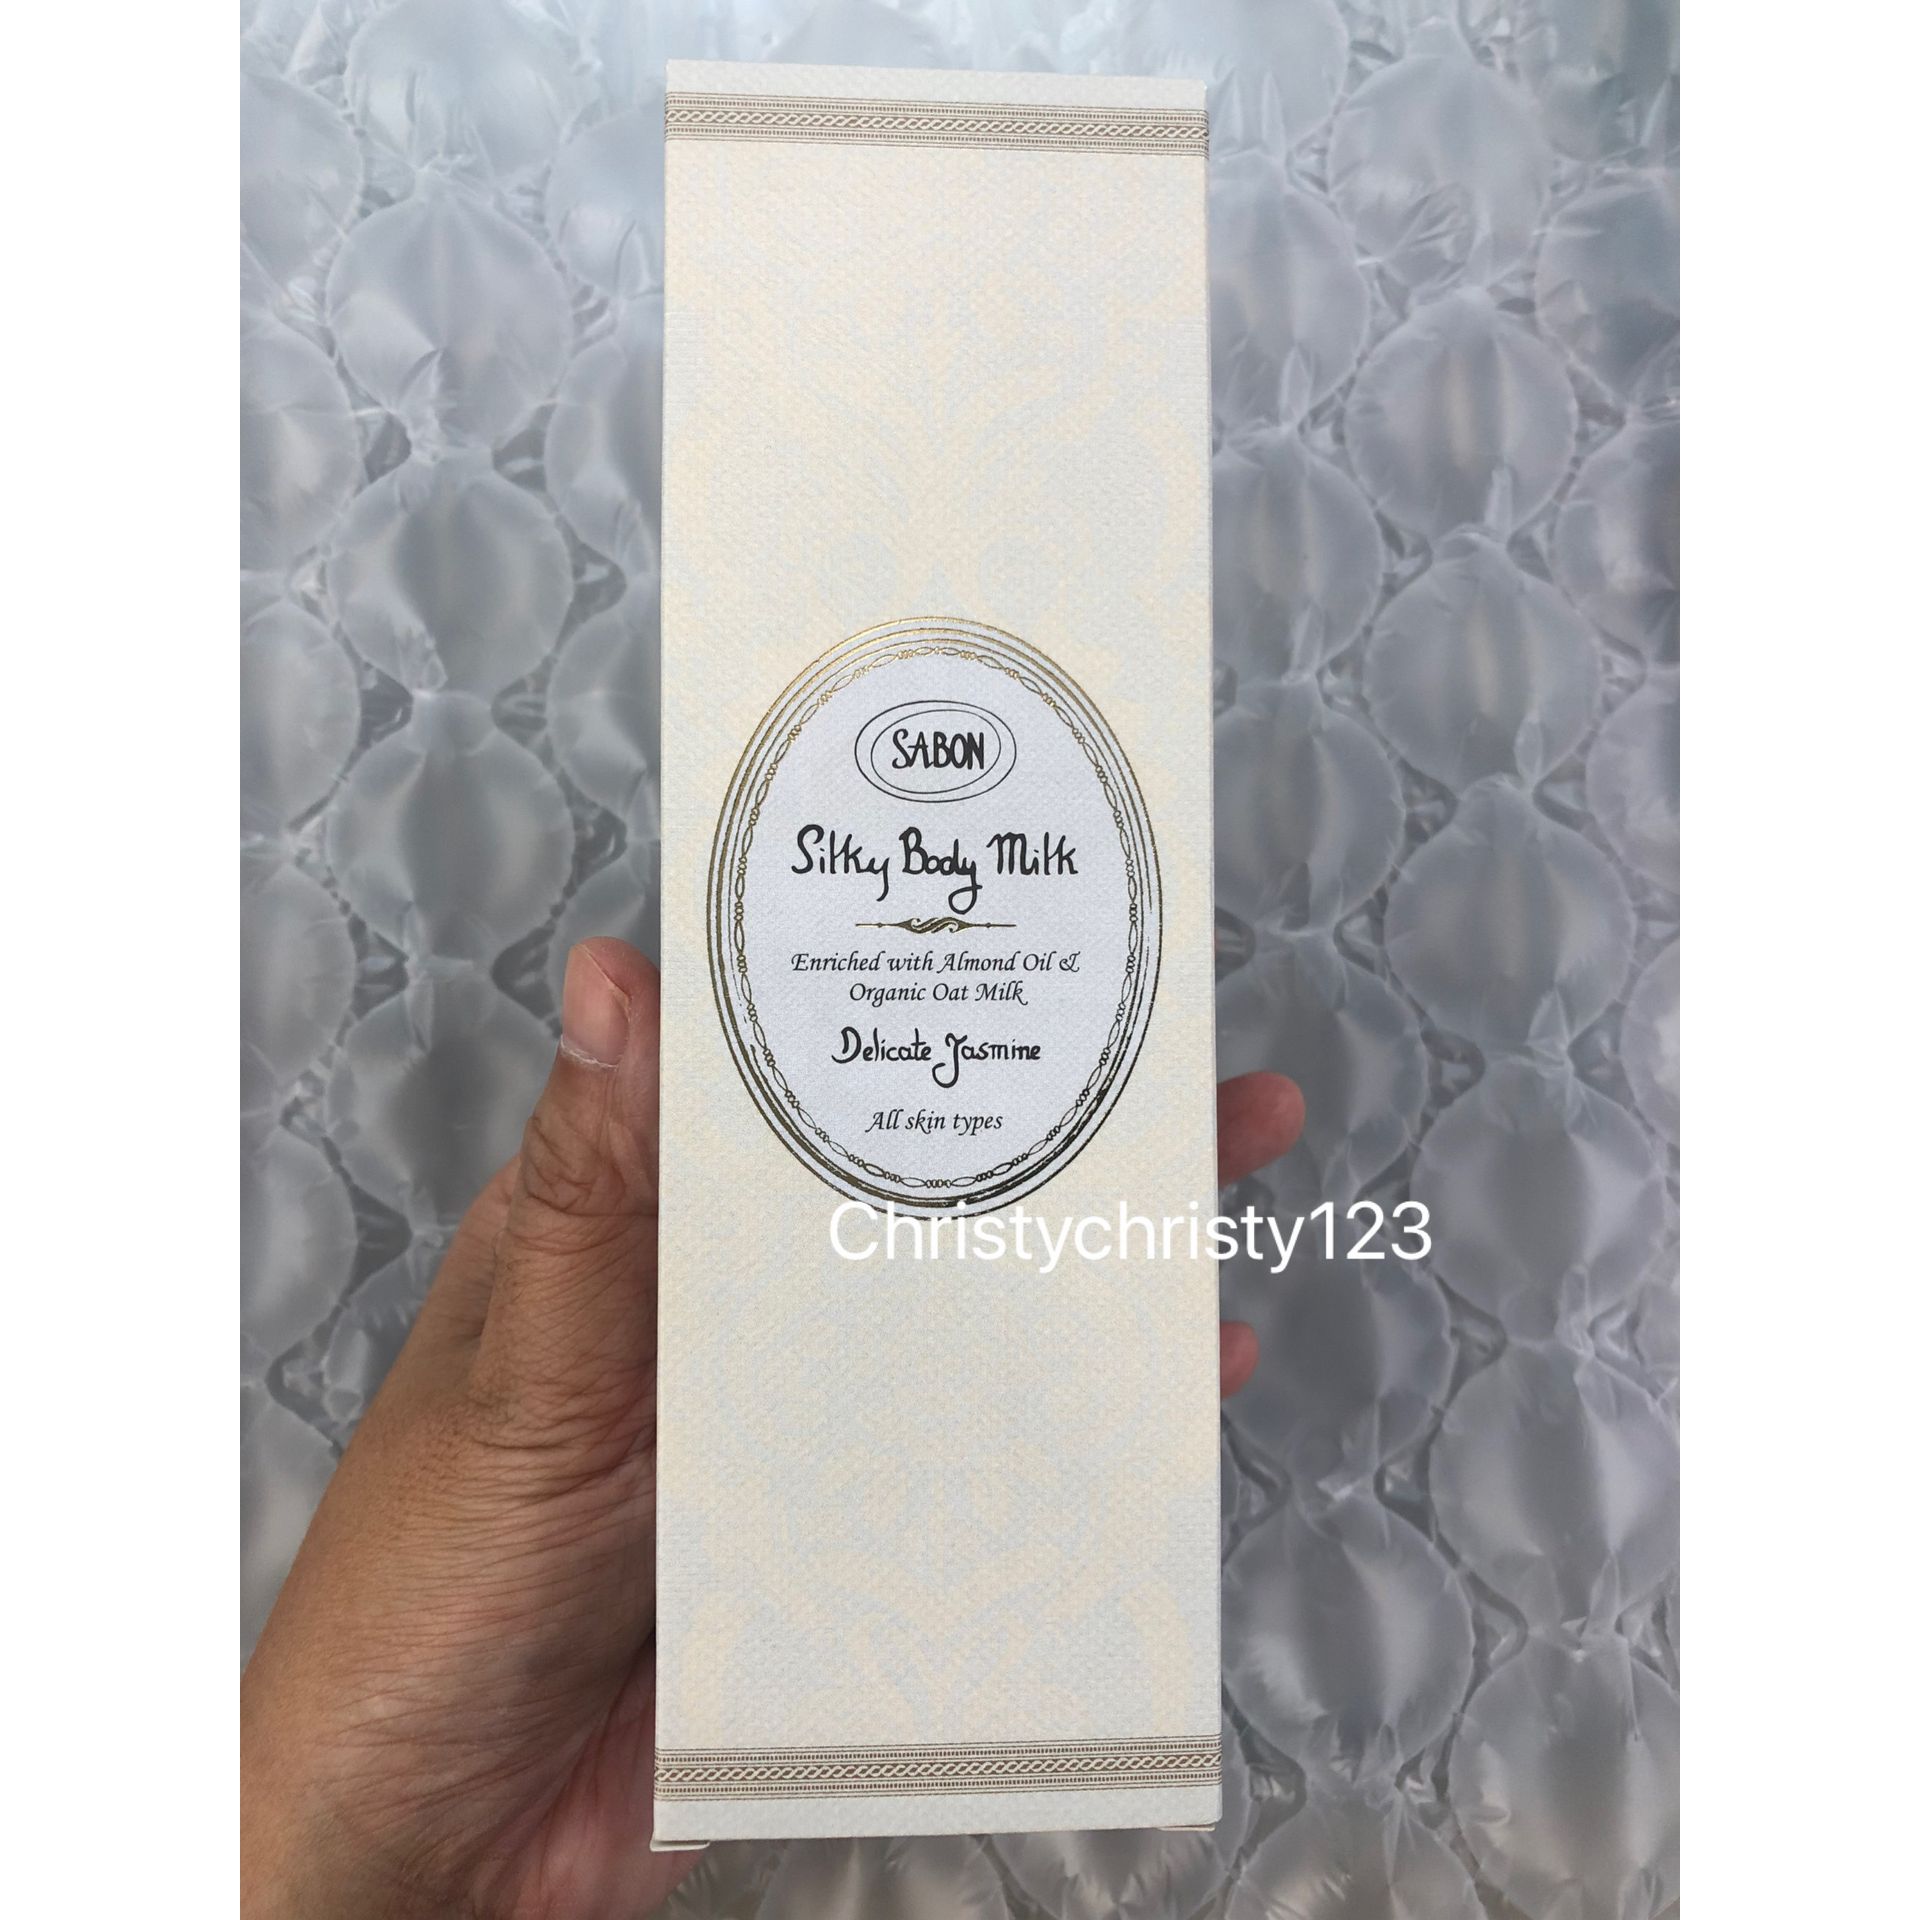 SABON
Silky Body Milk
Enriched with Almond Oil &
Organic Oat Milk
Delicate Jasmine
All skin types
Christychristy123